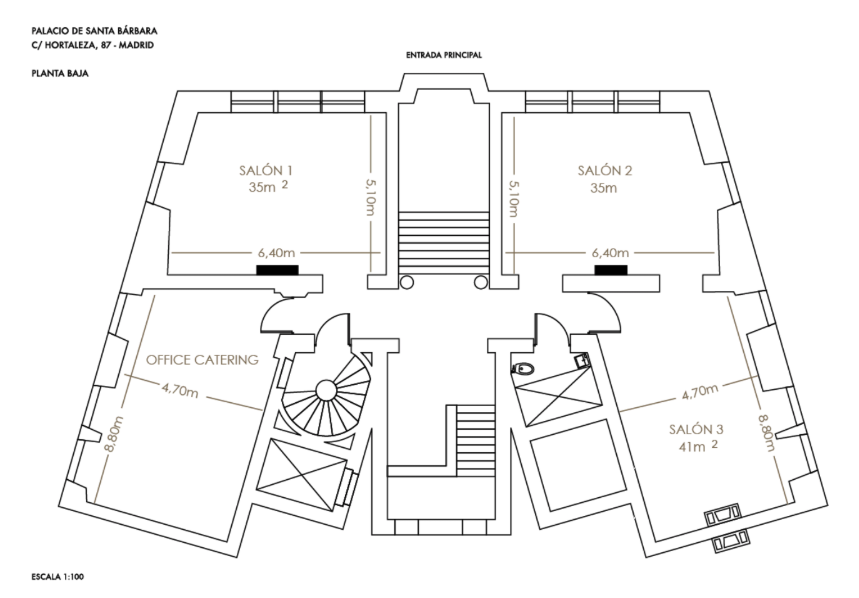 PALACIO DE SANTA BÁRBARA
C/ HORTALEZA, 87 - MADRID
PLANTA BAJA
ENTRADA PRINCIPAL
SALÓN 1
35m 2
5,10m
6,40m
SALÓN 2
35m
5,10m
6,40m
OFFICE CATERING
4,70m
8,80m
4,70m
SALÓN 3
41m 2
8,80m
ESCALA 1:100